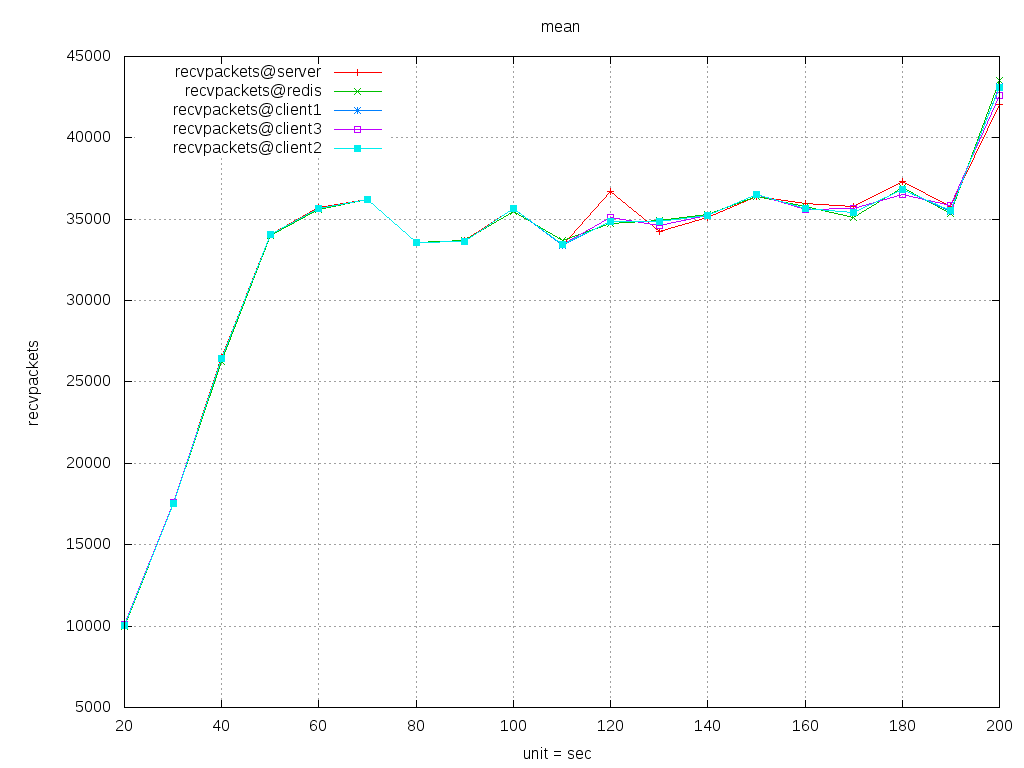 mean
45000
40000
35000
30000
25000
20000
15000
10000
5000
recvpackets
recvpackets@server
recvpackets@redis
recvpackets@client1
recvpackets@client3
recvpackets@client2
20 40 60 80 100 120 140 160 180 200
unit = sec